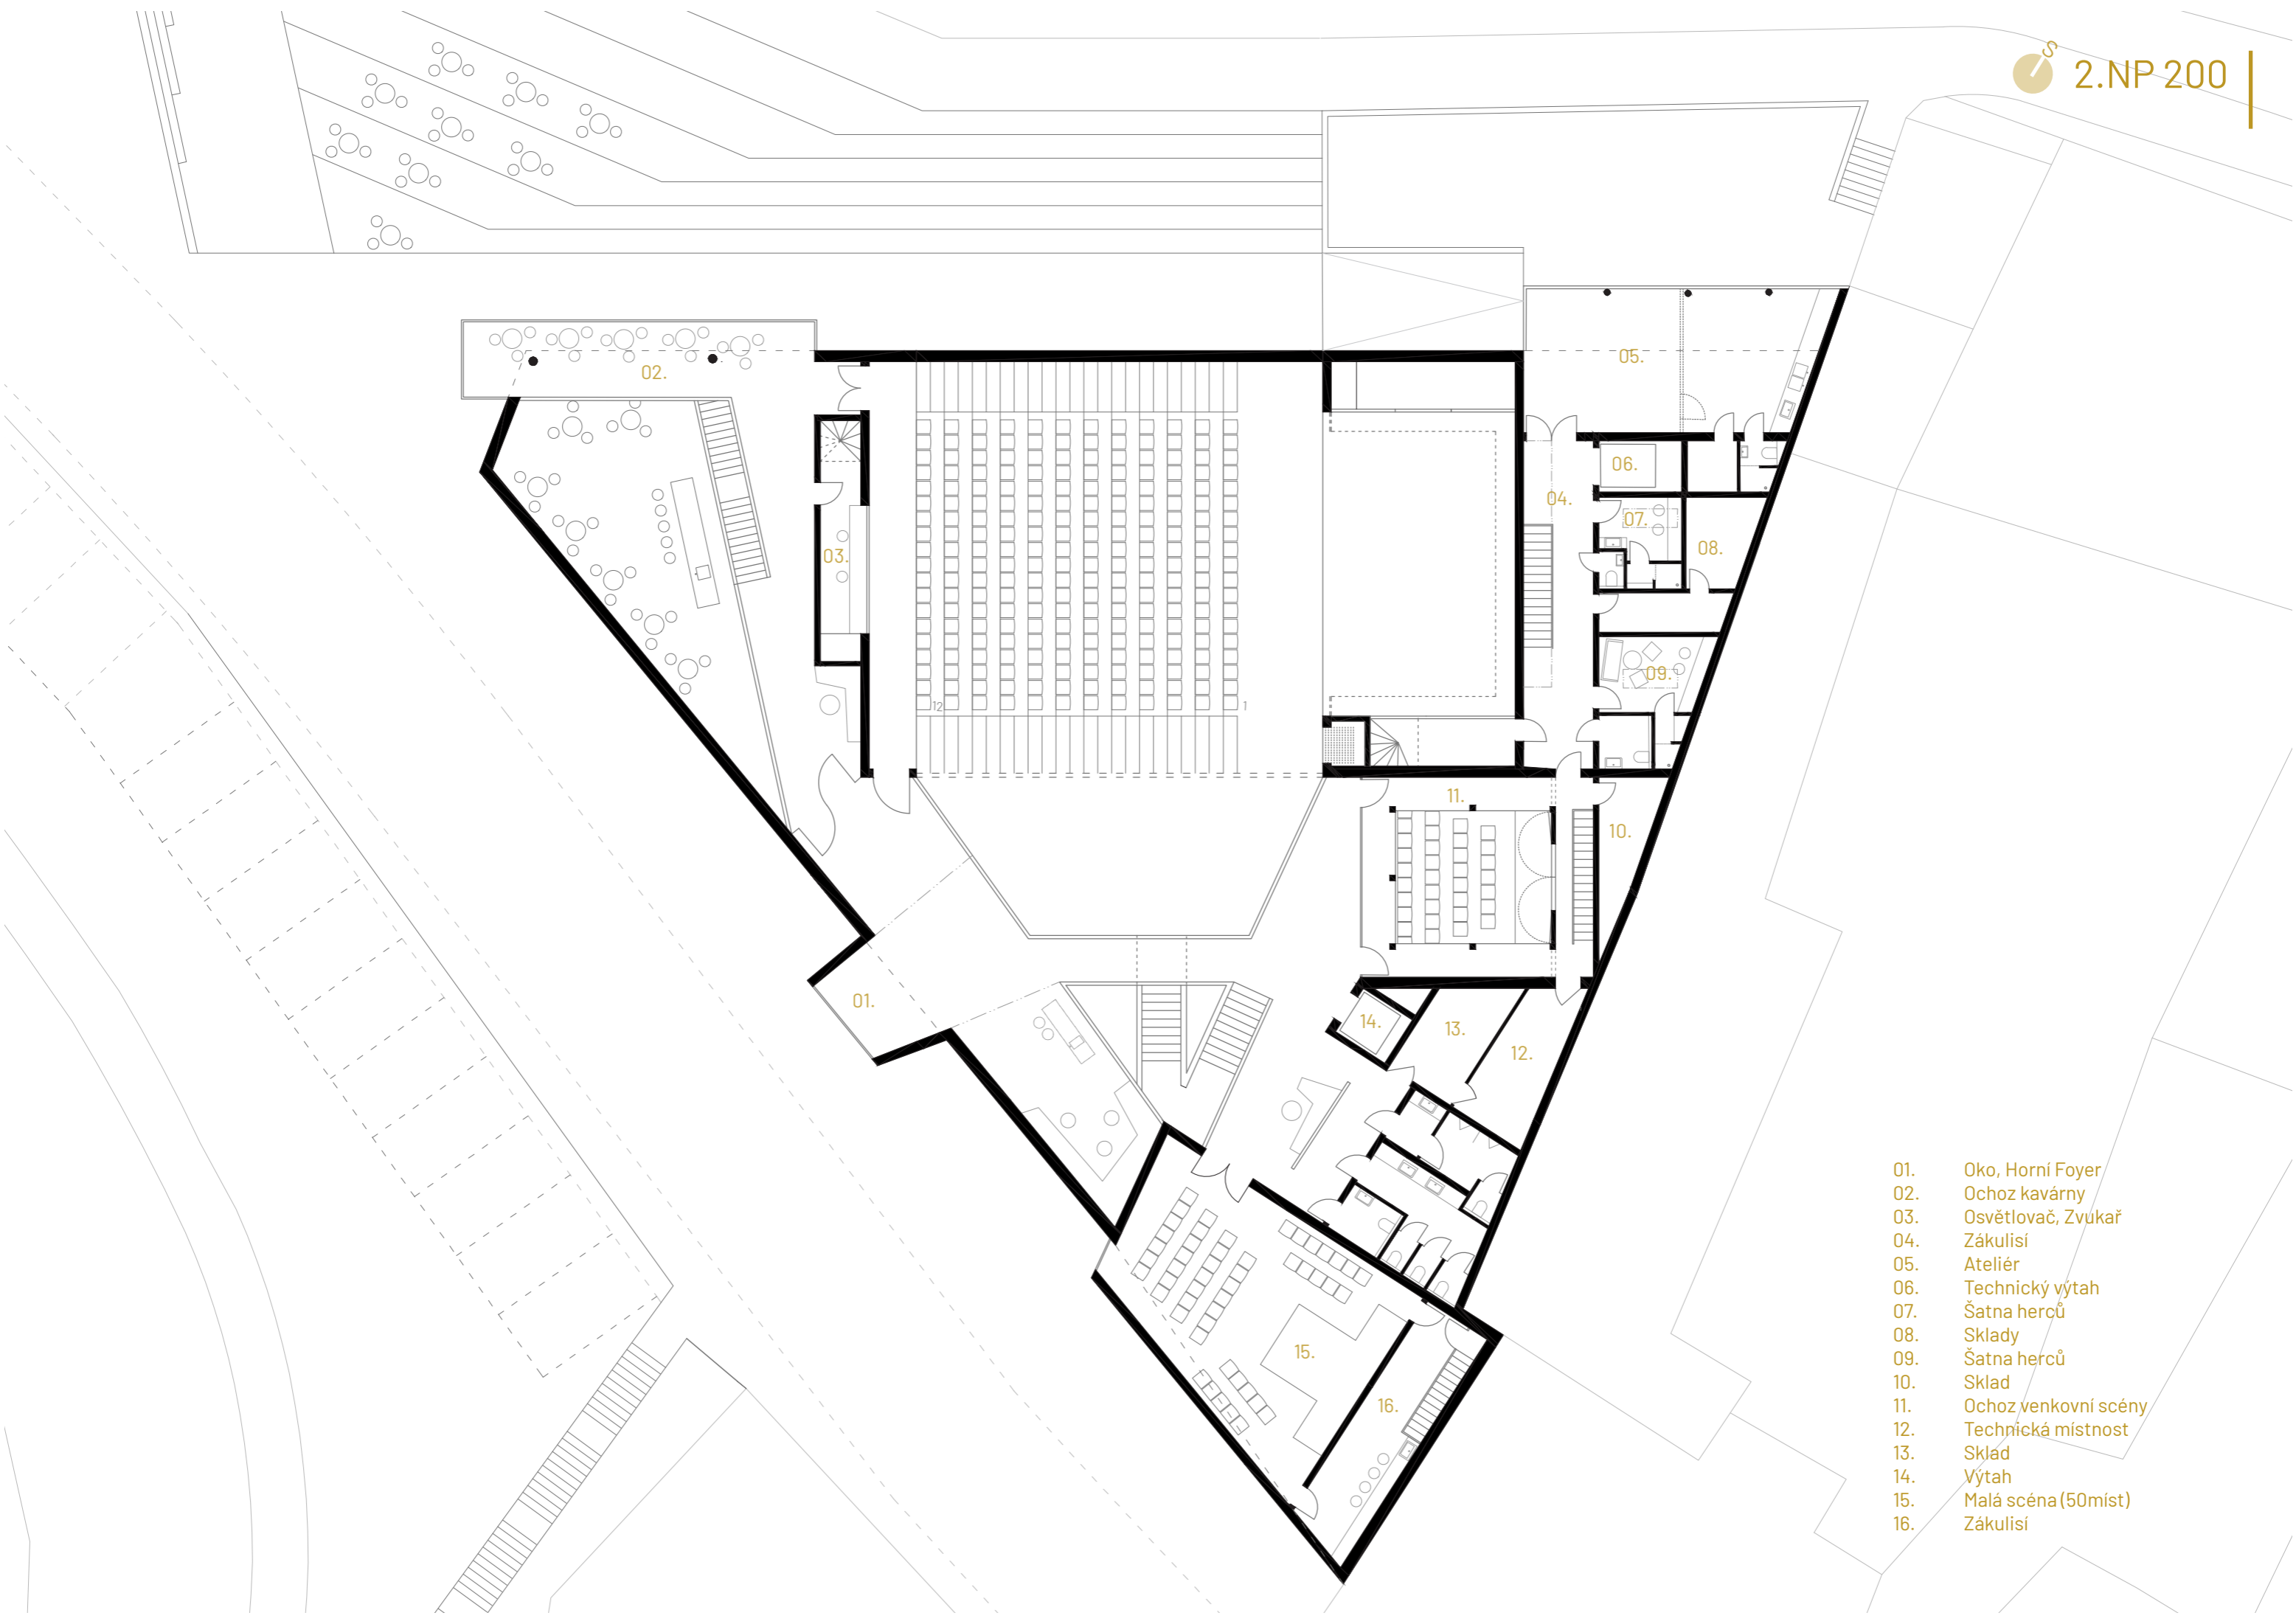 S
2.NP 200
02.
05.
06.
04.
07.
03.
08.
09.
12
1
11.
10.
01.
14.
13.
12.
15.
16.
01. Oko, Horní Foyer
02. Ochoz kavárny
03. Osvětlovač, Zvukař
04. Zákulisí
05. Ateliér
06. Technický výtah
07. Šatna herců
08. Sklady
09. Šatna herců
10. Sklad
11. Ochoz venkovní scény
12. Technická místnost
13. Sklad
14. Výtah
15. Malá scéna (50míst)
16. Zákulisí